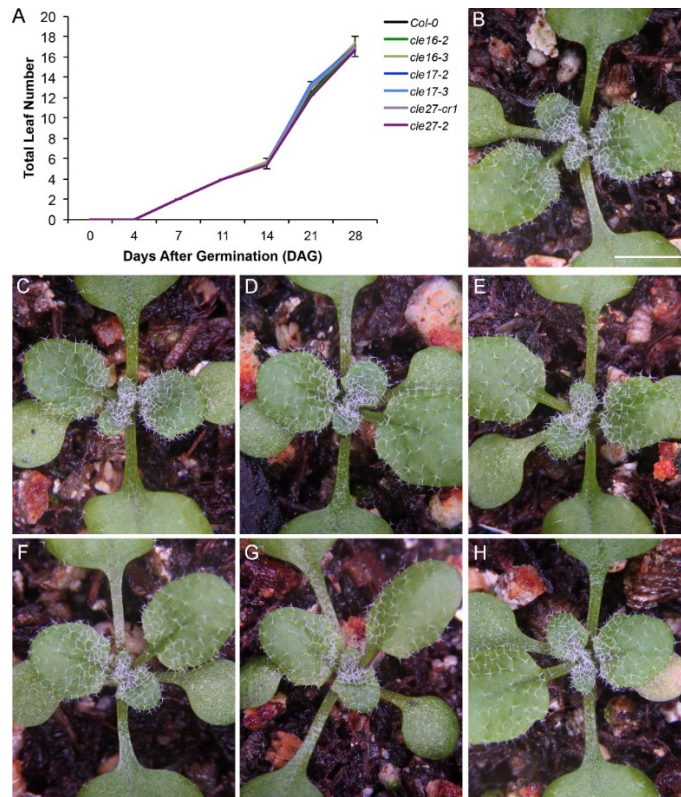 A
Total Leaf Number
20
18
16
14
12
10
8
6
4
2
0
0 4 7 11 14 21 28
Days After Germination (DAG)
Col-0
cle16-2
cle16-3
cle17-2
cle17-3
cle27-cr1
cle27-2
B
C
D
E
F
G
H